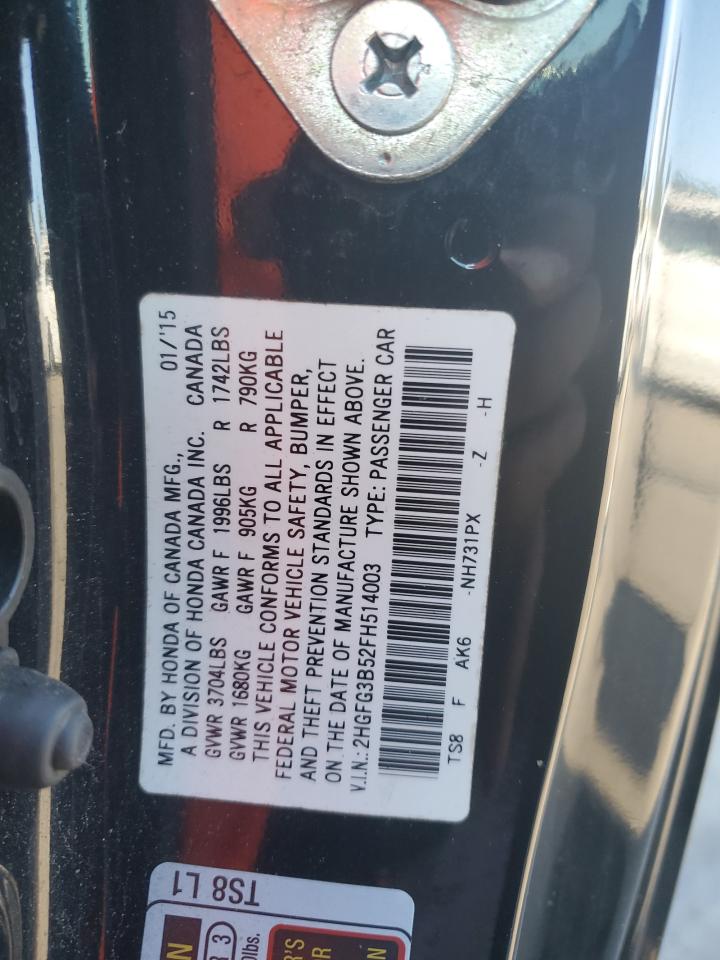 MFD. BY HONDA OF CANADA MFG., 01/'15
A DIVISION OF HONDA CANADA INC. CANADA
GVWR 3704LBS GAWR F 1996LBS R 1742LBS
GVWR 1680KG GAWR F 905KG R 790KG
THIS VEHICLE CONFORMS TO ALL APPLICABLE
FEDERAL MOTOR VEHICLE SAFETY, BUMPER,
AND THEFT PREVENTION STANDARDS IN EFFECT
ON THE DATE OF MANUFACTURE SHOWN ABOVE.
V.I.N.: 2HGFG3B52FH514003 TYPE: PASSENGER CAR
TS8 F AK6 -NH731PX -Z -H
TS8 L1
3